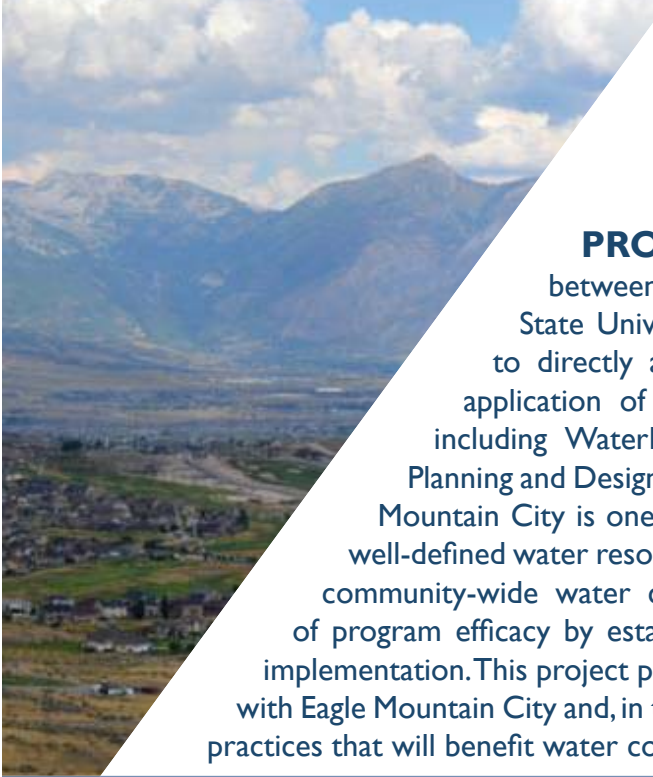 PRO
between
State Univ
to directly a
application of
including Water
Planning and Design
Mountain City is one
well-defined water reso
community-wide water c
of program efficacy by esta
implementation. This project p
with Eagle Mountain City and, in
practices that will benefit water co